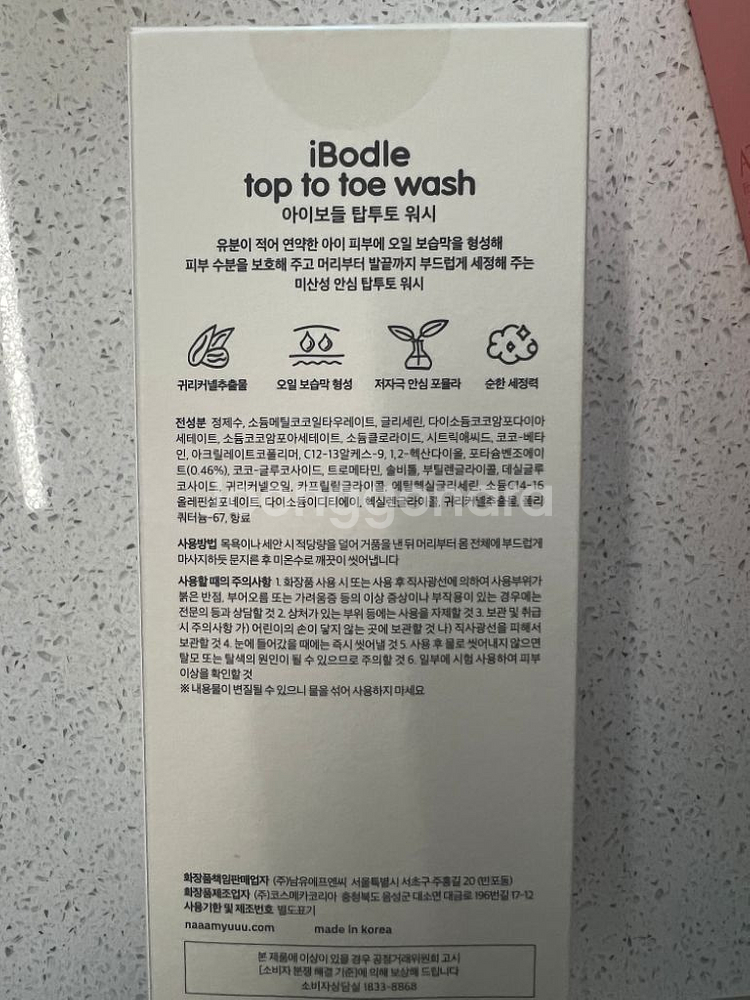 iBodle
top to toe wash
아이보들 탑투토 워시
유분이 적어 연약한 아이 피부에 오일 보습막을 형성해
피부 수분을 보호해 주고 머리부터 발끝까지 부드럽게 세정해 주는
미산성 안심 탑투토 워시
귀리커넬추출물 오일 보습막 형성 저자극 안심 포뮬라 순한 세정력
전성분 정제수, 소듐메틸코코일타우레이트, 글리세린, 다이소듐코코암포다이아
세테이트, 소듐코코암포아세테이트, 소듐클로라이드, 시트릭애씨드, 코코-베타
인, 아크릴레이트코폴리머, C12-13알케스-9, 1,2-헥산다이올, 포타슘벤조에이
트(0.46%), 코코-글루코사이드, 트로메타민, 솔비톨, 부틸렌글라이콜, 데실글루
코사이드, 귀리커넬오일, 카프릴릴글라이콜, 에틸헥실글리세린, 소듐C14-16
올레핀설포네이트, 다이소듐이디티에이, 헥실렌글라이콜, 귀리커넬추출물, 폴리
쿼터늄-67, 향료
사용방법 목욕이나 세안 시 적당량을 덜어 거품을 낸 뒤 머리부터 몸 전체에 부드럽게
마사지하듯 문지른 후 미온수로 깨끗이 씻어냅니다
사용할 때의 주의사항 1. 화장품 사용 시 또는 사용 후 직사광선에 의하여 사용부위가
붉은 반점, 부어오름 또는 가려움증 등의 이상 증상이나 부작용이 있는 경우에는
전문의 등과 상담할 것 2. 상처가 있는 부위 등에는 사용을 자제할 것 3. 보관 및 취급
시 주의사항 가) 어린이의 손이 닿지 않는 곳에 보관할 것 나) 직사광선을 피해서
보관할 것 4. 눈에 들어갔을 때에는 즉시 씻어낼 것 5. 사용 후 물로 씻어내지 않으면
탈모 또는 탈색의 원인이 될 수 있으므로 주의할 것 6. 일부에 시험 사용하여 피부
이상을 확인할 것
※ 내용물이 변질될 수 있으니 물을 섞어 사용하지 마세요
화장품책임판매업자 (주)남유에프엔씨 서울특별시 서초구 주흥길 20 (반포동)
화장품제조업자 (주)코스메카코리아 충청북도 음성군 대소면 대금로 196번길 17-12
사용기한 및 제조번호 별도표기
naaamyuuu.com made in korea
본 제품에 이상이 있을 경우 공정거래위원회 고시
[소비자 분쟁 해결 기준]에 의해 보상해 드립니다
소비자상담실 1833-8868